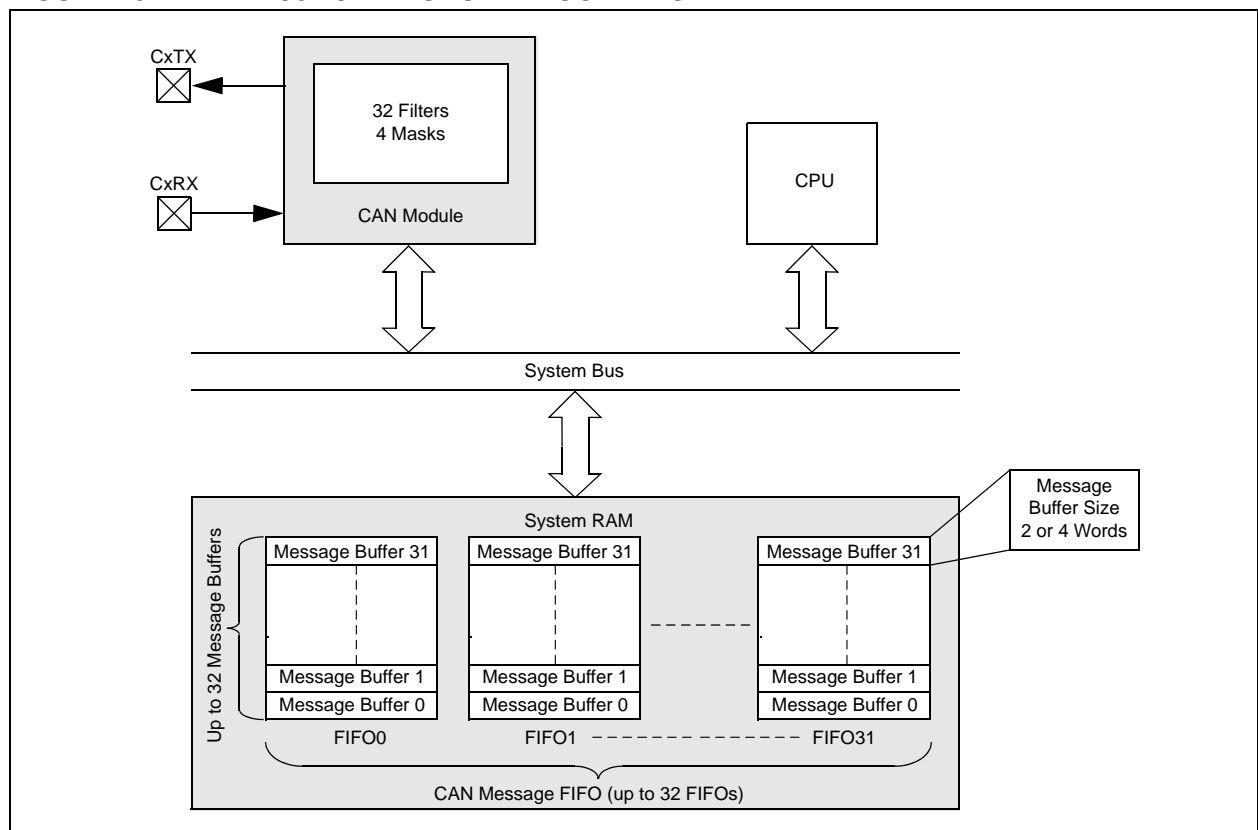 CxTX
32 Filters
4 Masks
CPU
CxRX
CAN Module
System Bus
Message
Buffer Size
2 or 4 Words
System RAM
Up to 32 Message Buffers
Message Buffer 31
Message Buffer 31
Message Buffer 31
Message Buffer 1
Message Buffer 1
Message Buffer 1
Message Buffer 0
Message Buffer 0
Message Buffer 0
FIFO0
FIFO1
FIFO31
CAN Message FIFO (up to 32 FIFOs)